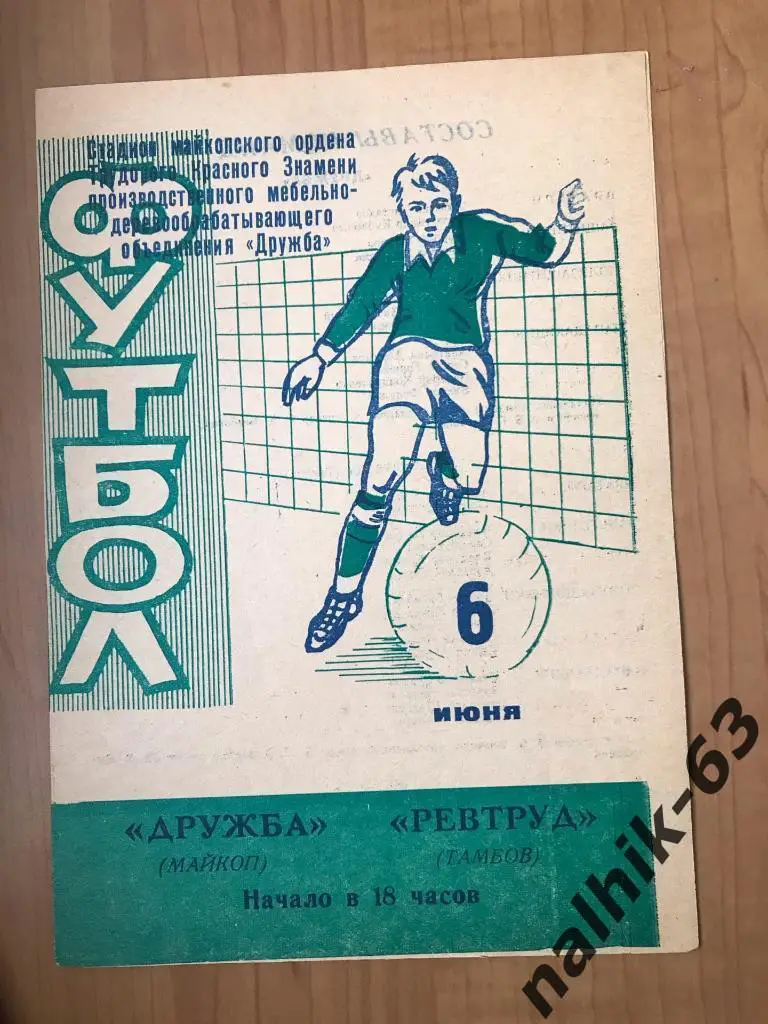 Стадион майкопского ордена
Трудового Красного Знамени
производственного мебельно-
деревообрабатывающего
объединения «Дружба»
ФУТБОЛ
СОСТАВЫ
6
ИЮНЯ
«ДРУЖБА» «РЕВТРУД»
(МАЙКОП) (ТАМБОВ)
Начало в 18 часов
nalhik-63